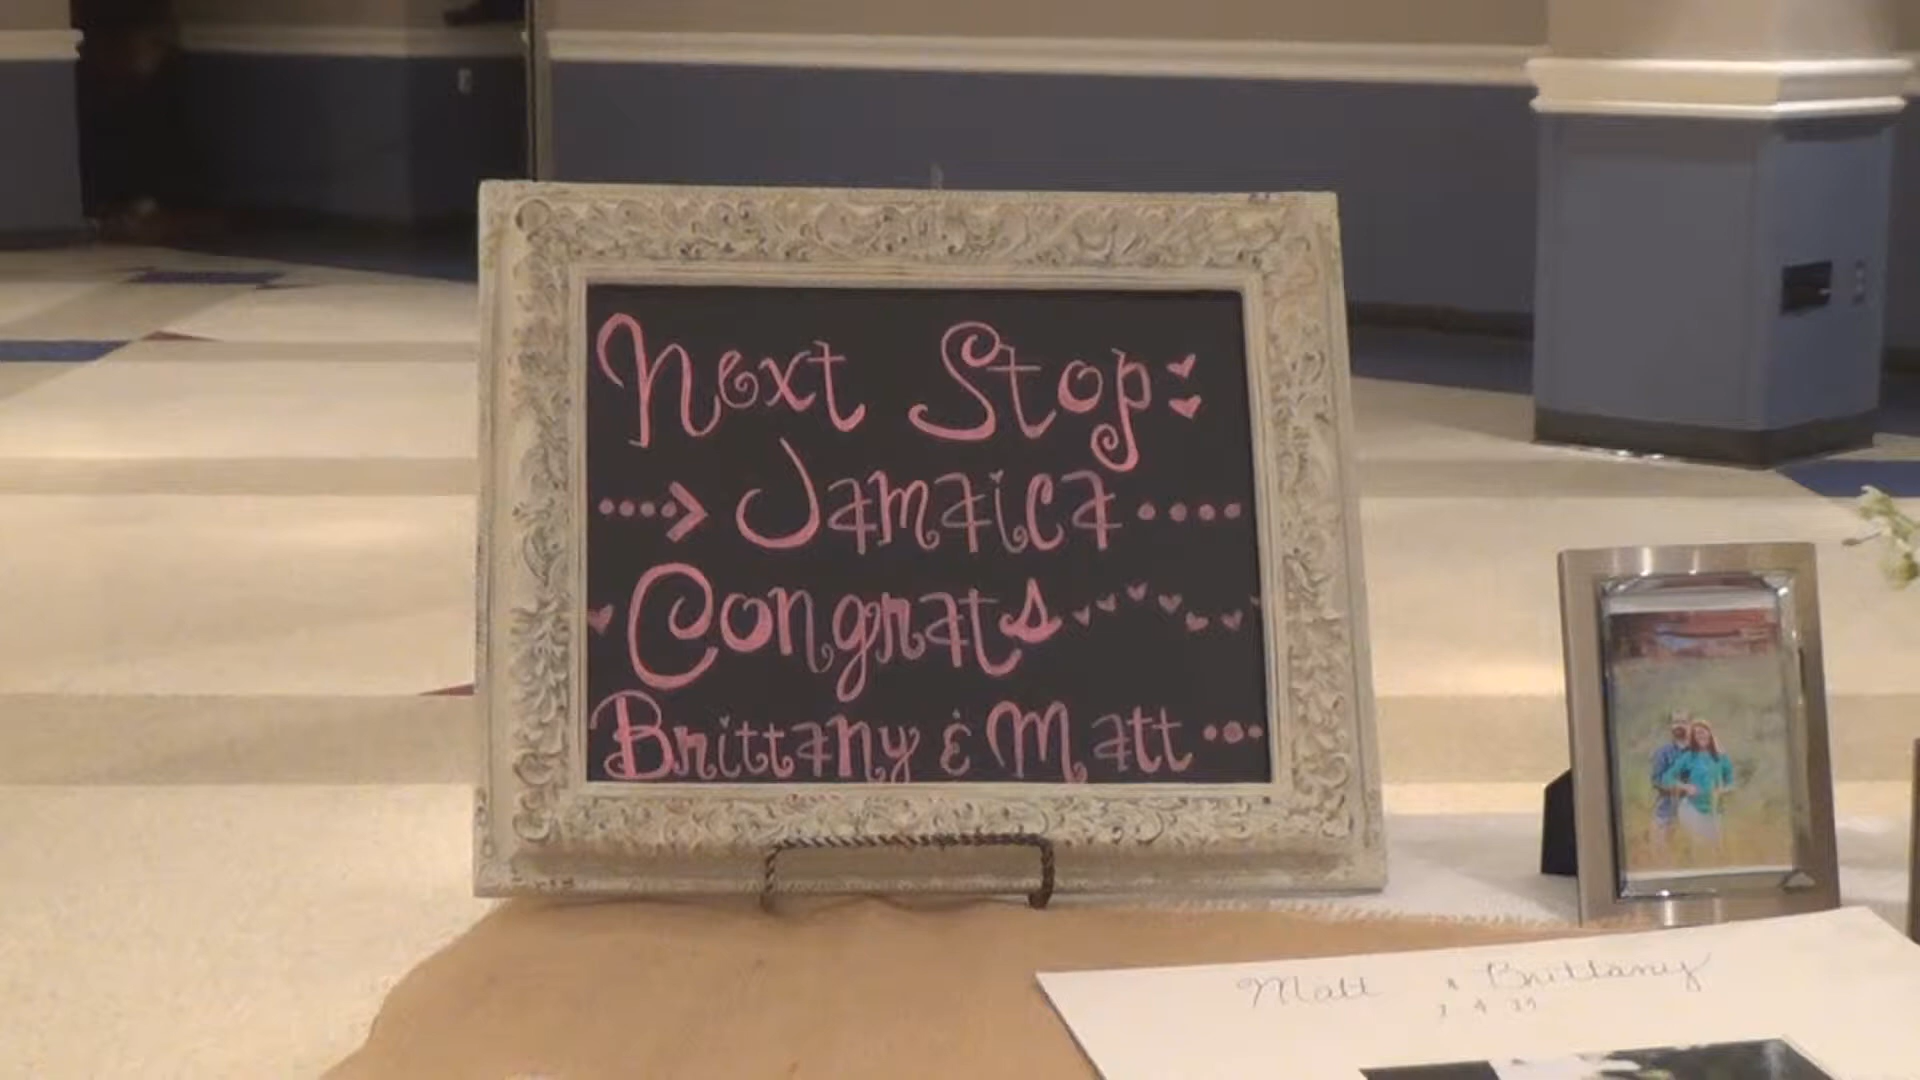 Next Stop:
Jamaica
Congrats
Brittany & Matt
Matt & Brittany